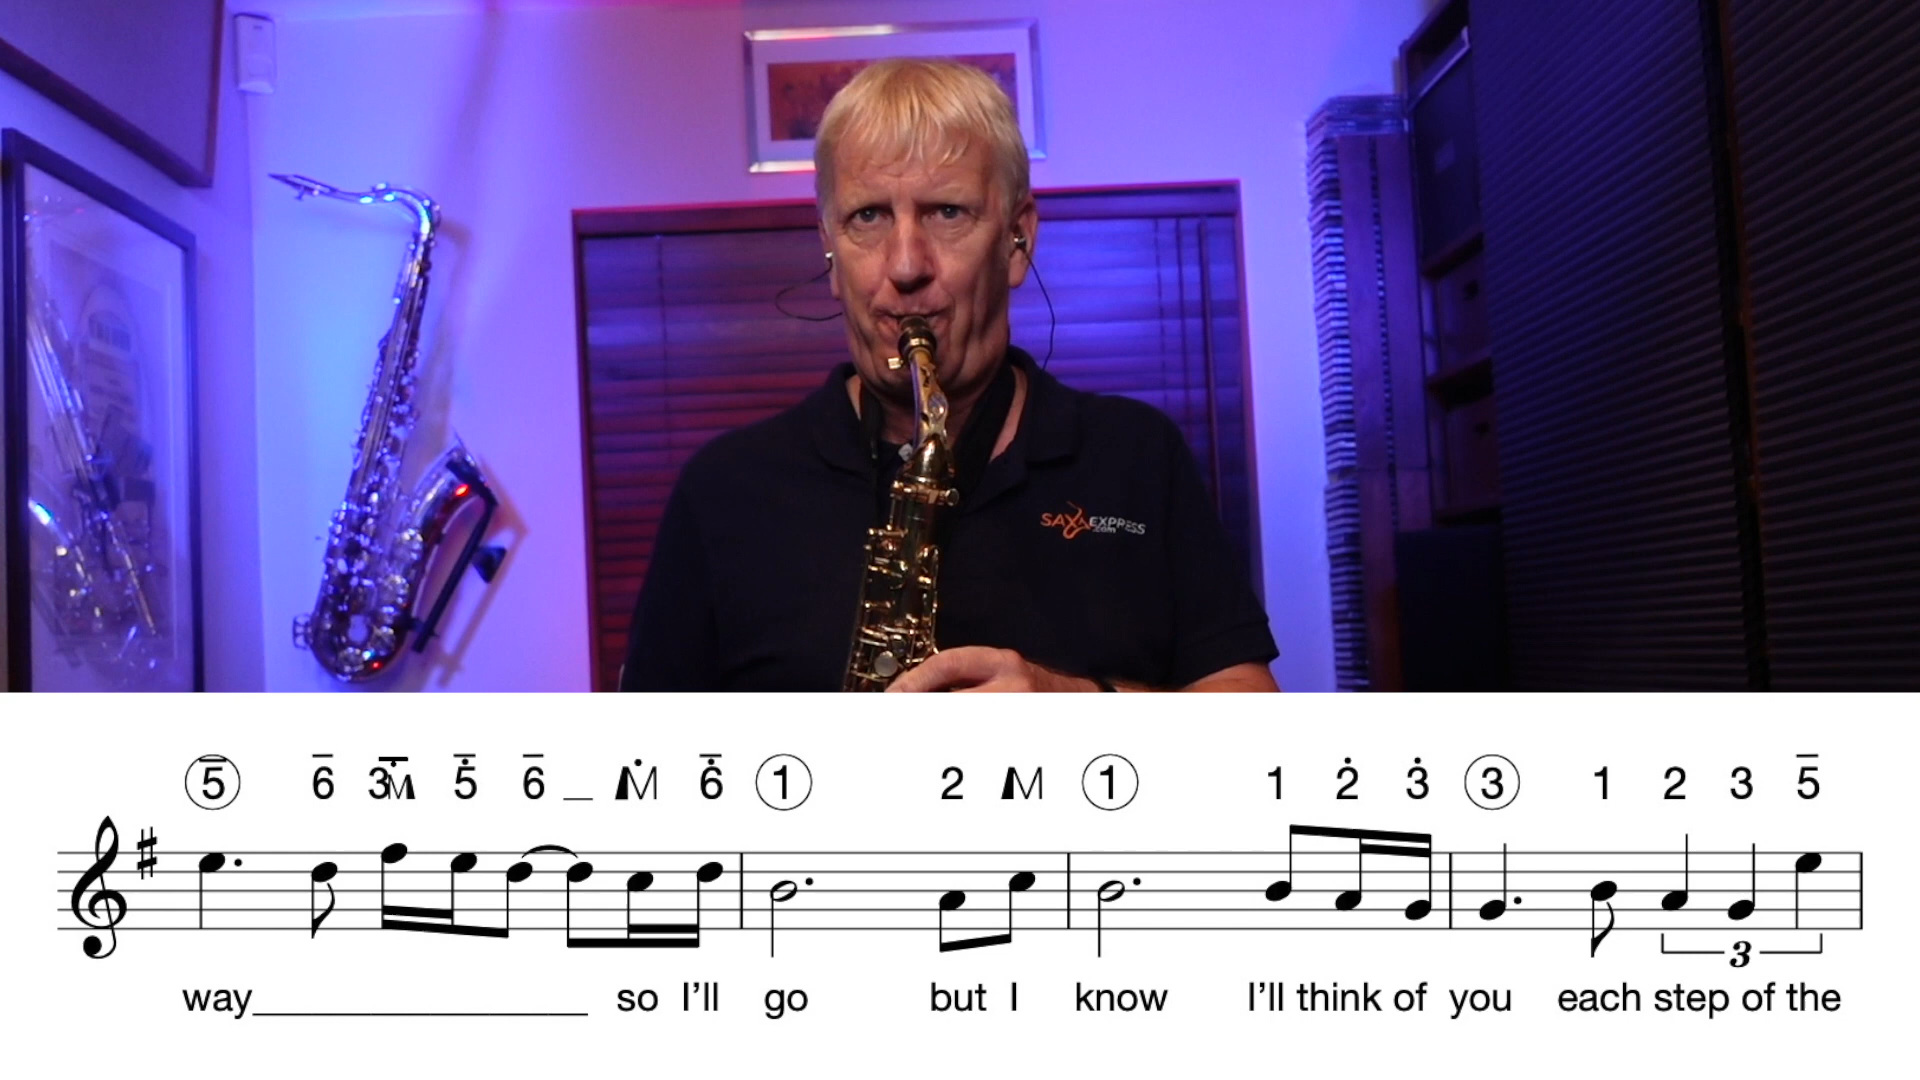 SAXEXPRESS
.com
5 6 3M 5 6 _ M 6 1 2 M 1 1 2 3 3 1 2 3 5
3
way________________ so I'll go but I know I'll think of you each step of the